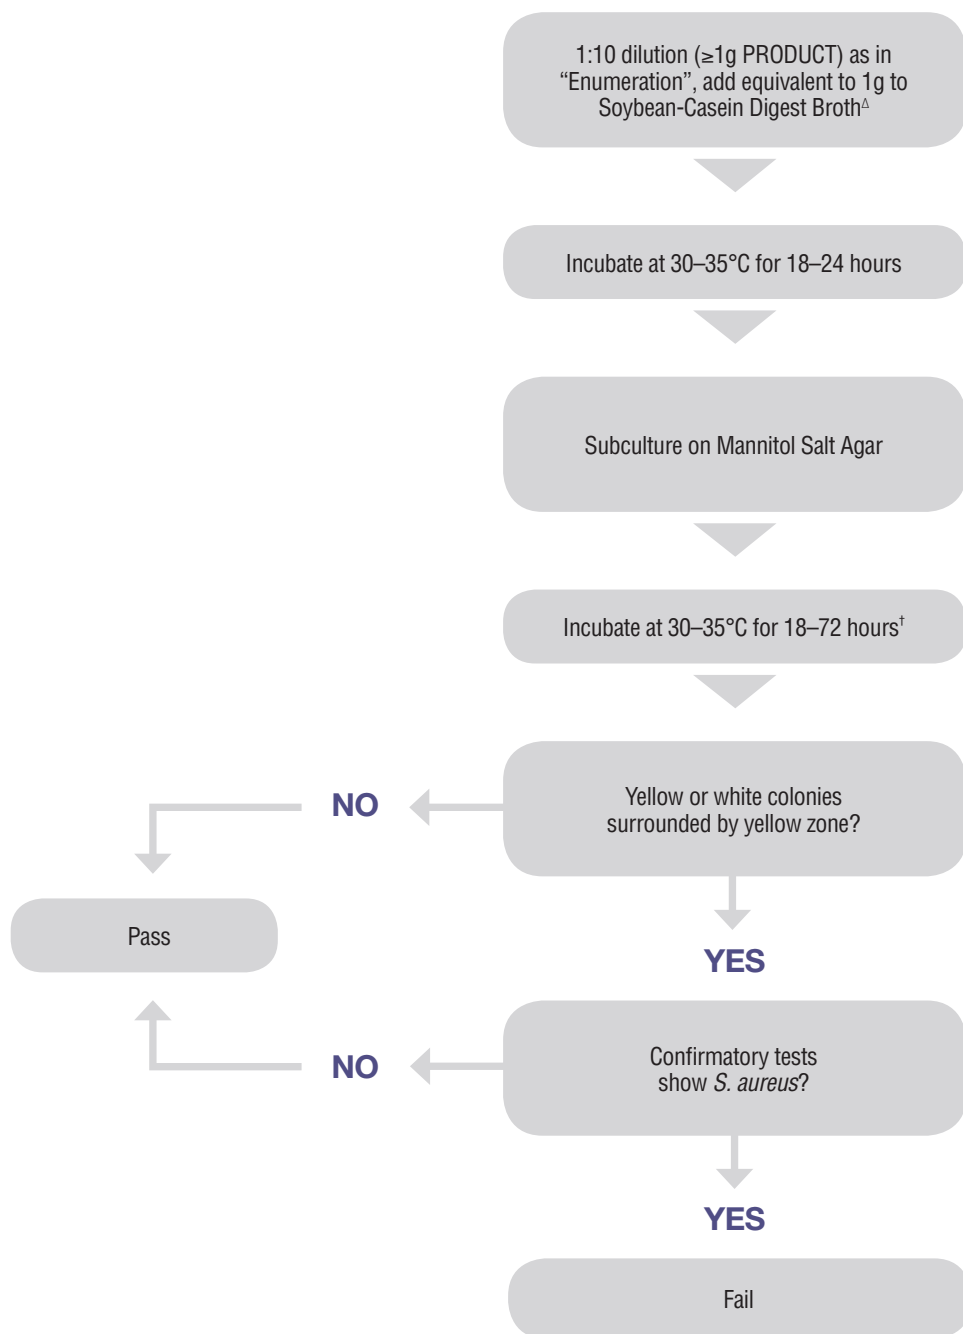 1:10 dilution (≥1g PRODUCT) as in
“Enumeration”, add equivalent to 1g to
Soybean-Casein Digest Broth^Δ
Incubate at 30–35°C for 18–24 hours
Subculture on Mannitol Salt Agar
Incubate at 30–35°C for 18–72 hours†
Yellow or white colonies
surrounded by yellow zone?
NO
Pass
YES
Confirmatory tests
show S. aureus?
NO
YES
Fail